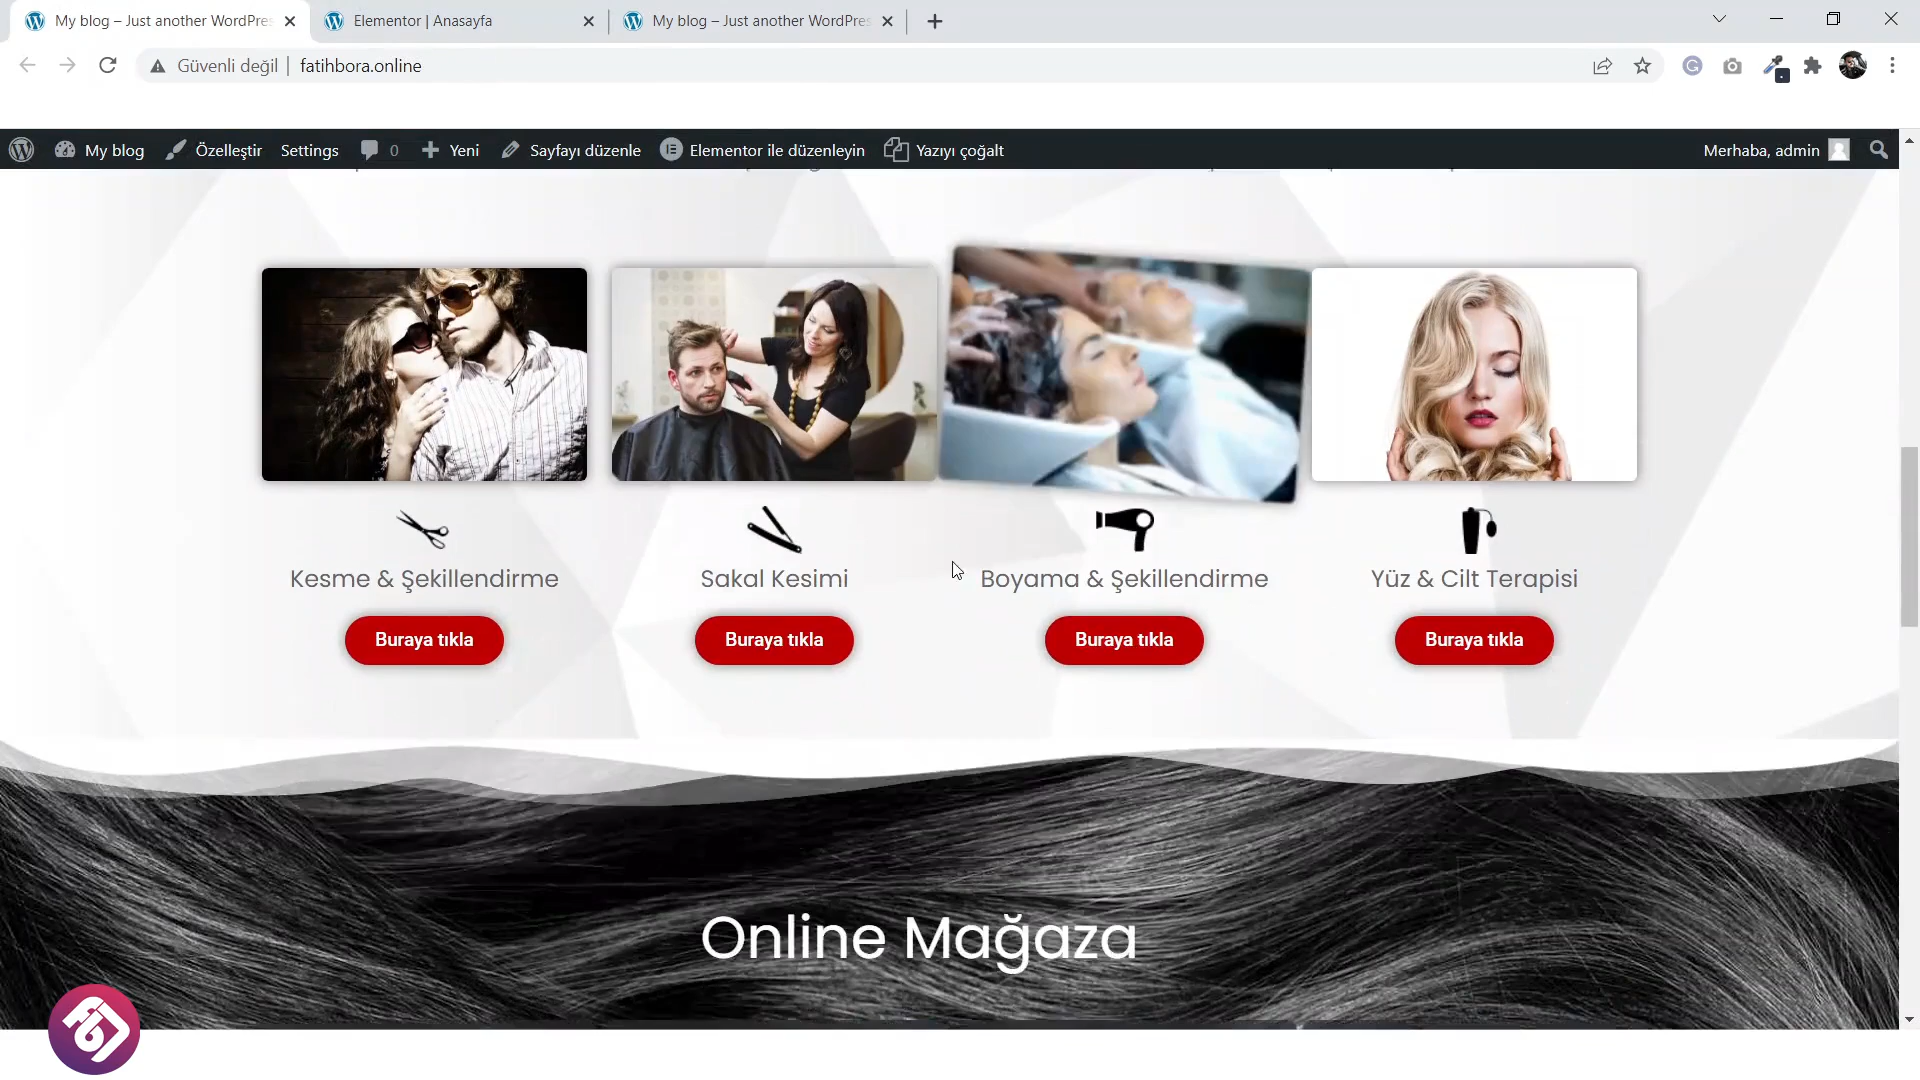 My blog – Just another WordPres
Elementor | Anasayfa
My blog – Just another WordPres
Güvenli değil
fatihbora.online
My blog
Özelleştir
Settings
0
Yeni
Sayfayı düzenle
Elementor ile düzenleyin
Yazıyı çoğalt
Merhaba, admin
Kesme & Şekillendirme
Sakal Kesimi
Boyama & Şekillendirme
Yüz & Cilt Terapisi
Buraya tıkla
Buraya tıkla
Buraya tıkla
Buraya tıkla
Online Mağaza